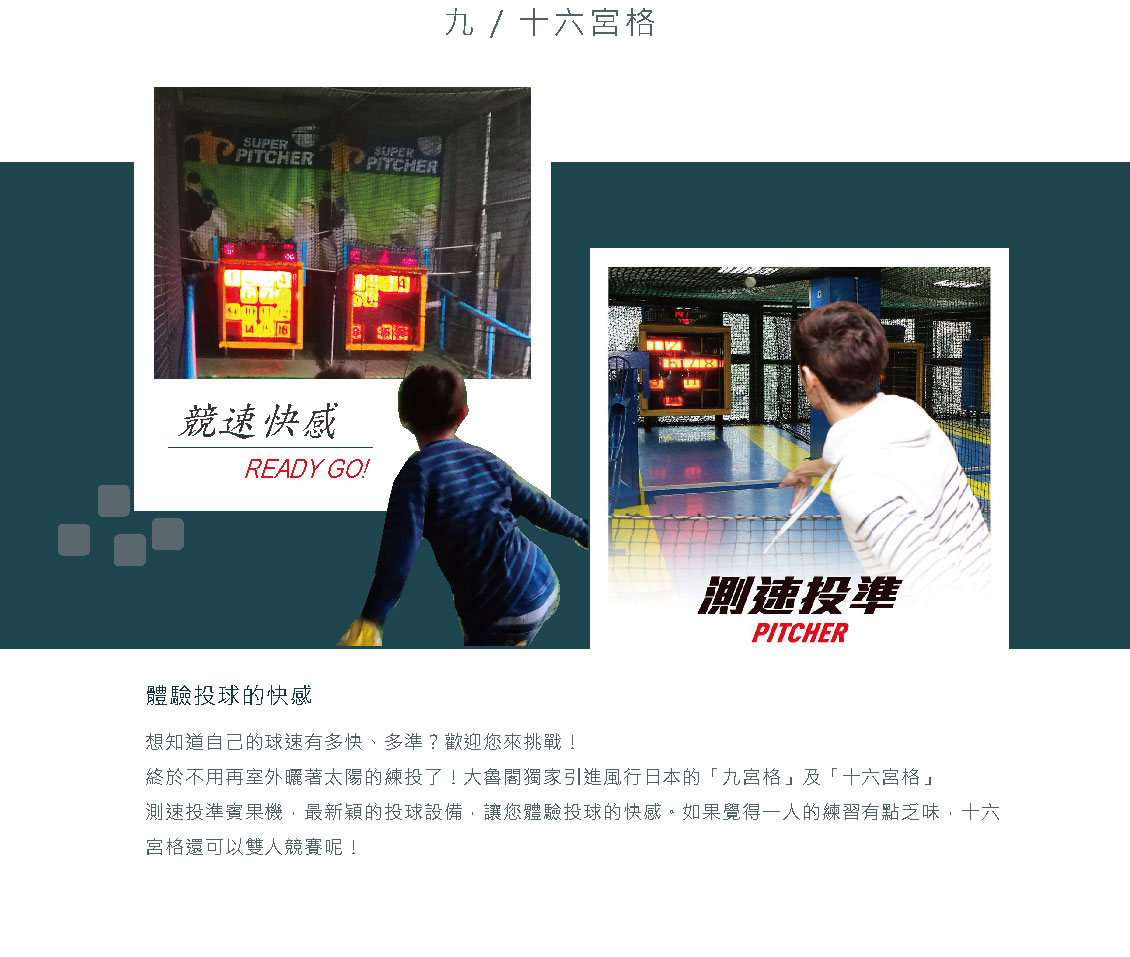 九 / 十六宮格
SUPER
PITCHER
SUPER
PITCHER
競速快感
READY GO!
測速投準
PITCHER
體驗投球的快感
想知道自己的球速有多快、多準？歡迎您來挑戰！
終於不用再室外曬著太陽的練投了！大魯閣獨家引進風行日本的「九宮格」及「十六宮格」
測速投準賓果機，最新穎的投球設備，讓您體驗投球的快感。如果覺得一人的練習有點乏味，十六
宮格還可以雙人競賽呢！